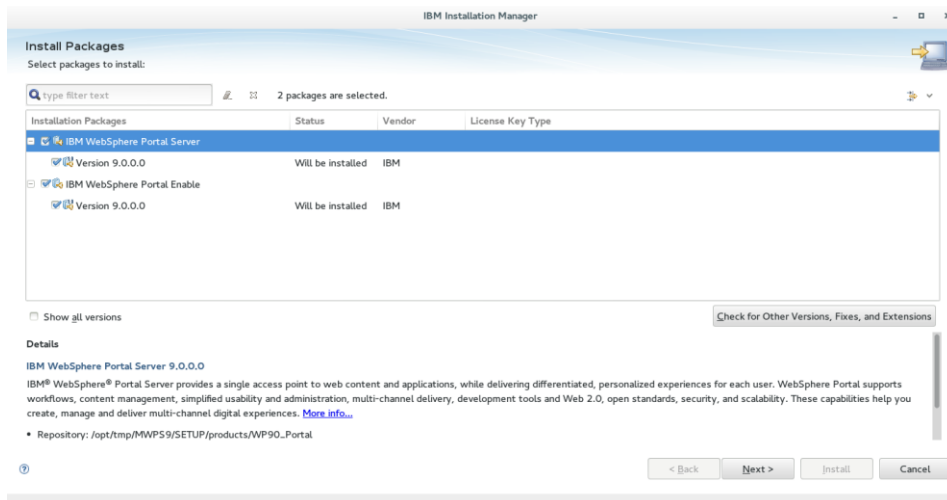 IBM Installation Manager
Install Packages
Select packages to install:
type filter text
2 packages are selected.
Installation Packages Status Vendor License Key Type
IBM WebSphere Portal Server
Version 9.0.0.0 Will be installed IBM
IBM WebSphere Portal Enable
Version 9.0.0.0 Will be installed IBM
Show all versions
Check for Other Versions, Fixes, and Extensions
Details
IBM WebSphere Portal Server 9.0.0.0
IBM® WebSphere® Portal Server provides a single access point to web content and applications, while delivering differentiated, personalized experiences for each user. WebSphere Portal supports
workflows, content management, simplified usability and administration, multi-channel delivery, development tools and Web 2.0, open standards, security, and scalability. These capabilities help you
create, manage and deliver multi-channel digital experiences. More info...
• Repository: /opt/tmp/MWPS9/SETUP/products/WP90_Portal
? < Back Next > Install Cancel